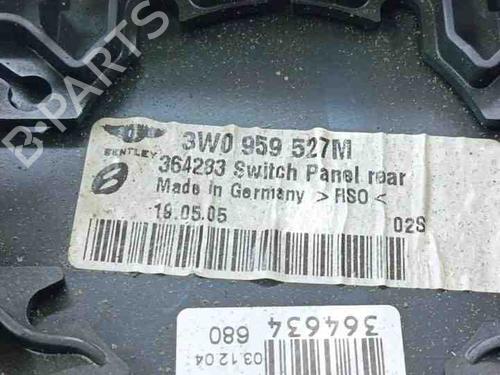 3W0 959 527M
BENTLEY
364283 Switch Panel rear
Made in Germany > RSO <
19.05.05
02S
364634
680
03.12.04
B-PARTS